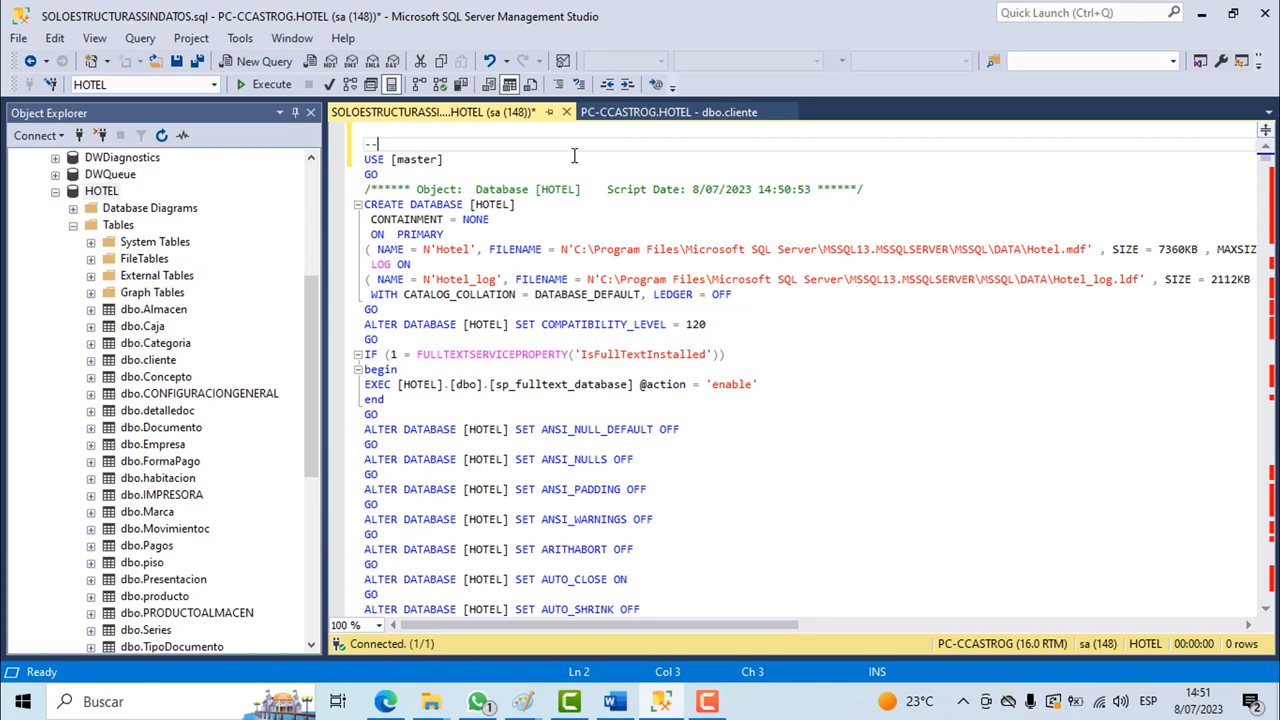 SOLOESTRUCTURASSINDATOS.sql - PC-CCASTROG.HOTEL (sa (148))* - Microsoft SQL Server Management Studio
Quick Launch (Ctrl+Q)
File Edit View Query Project Tools Window Help
New Query
HOTEL Execute
Object Explorer
Connect
DWDiagnostics
DWQueue
HOTEL
Database Diagrams
Tables
System Tables
FileTables
External Tables
Graph Tables
dbo.Almacen
dbo.Caja
dbo.Categoria
dbo.cliente
dbo.Concepto
dbo.CONFIGURACIONGENERAL
dbo.detalledoc
dbo.Documento
dbo.Empresa
dbo.FormaPago
dbo.habitacion
dbo.IMPRESORA
dbo.Marca
dbo.Movimientoc
dbo.Pagos
dbo.piso
dbo.Presentacion
dbo.producto
dbo.PRODUCTOALMACEN
dbo.Series
dbo.TipoDocumento
SOLOESTRUCTURASSI....HOTEL (sa (148))* PC-CCASTROG.HOTEL - dbo.cliente
--
USE [master]
GO
/****** Object:  Database [HOTEL]    Script Date: 8/07/2023 14:50:53 ******/
CREATE DATABASE [HOTEL]
CONTAINMENT = NONE
ON  PRIMARY
( NAME = N'Hotel', FILENAME = N'C:\Program Files\Microsoft SQL Server\MSSQL13.MSSQLSERVER\MSSQL\DATA\Hotel.mdf' , SIZE = 7360KB , MAXSIZ
LOG ON
( NAME = N'Hotel_log', FILENAME = N'C:\Program Files\Microsoft SQL Server\MSSQL13.MSSQLSERVER\MSSQL\DATA\Hotel_log.ldf' , SIZE = 2112KB
WITH CATALOG_COLLATION = DATABASE_DEFAULT, LEDGER = OFF
GO
ALTER DATABASE [HOTEL] SET COMPATIBILITY_LEVEL = 120
GO
IF (1 = FULLTEXTSERVICEPROPERTY('IsFullTextInstalled'))
begin
EXEC [HOTEL].[dbo].[sp_fulltext_database] @action = 'enable'
end
GO
ALTER DATABASE [HOTEL] SET ANSI_NULL_DEFAULT OFF
GO
ALTER DATABASE [HOTEL] SET ANSI_NULLS OFF
GO
ALTER DATABASE [HOTEL] SET ANSI_PADDING OFF
GO
ALTER DATABASE [HOTEL] SET ANSI_WARNINGS OFF
GO
ALTER DATABASE [HOTEL] SET ARITHABORT OFF
GO
ALTER DATABASE [HOTEL] SET AUTO_CLOSE ON
GO
ALTER DATABASE [HOTEL] SET AUTO_SHRINK OFF
100 %
Connected. (1/1) PC-CCASTROG (16.0 RTM) sa (148) HOTEL 00:00:00 0 rows
Ready Ln 2 Col 3 Ch 3 INS
Buscar 23°C ESP 14:51
8/07/2023